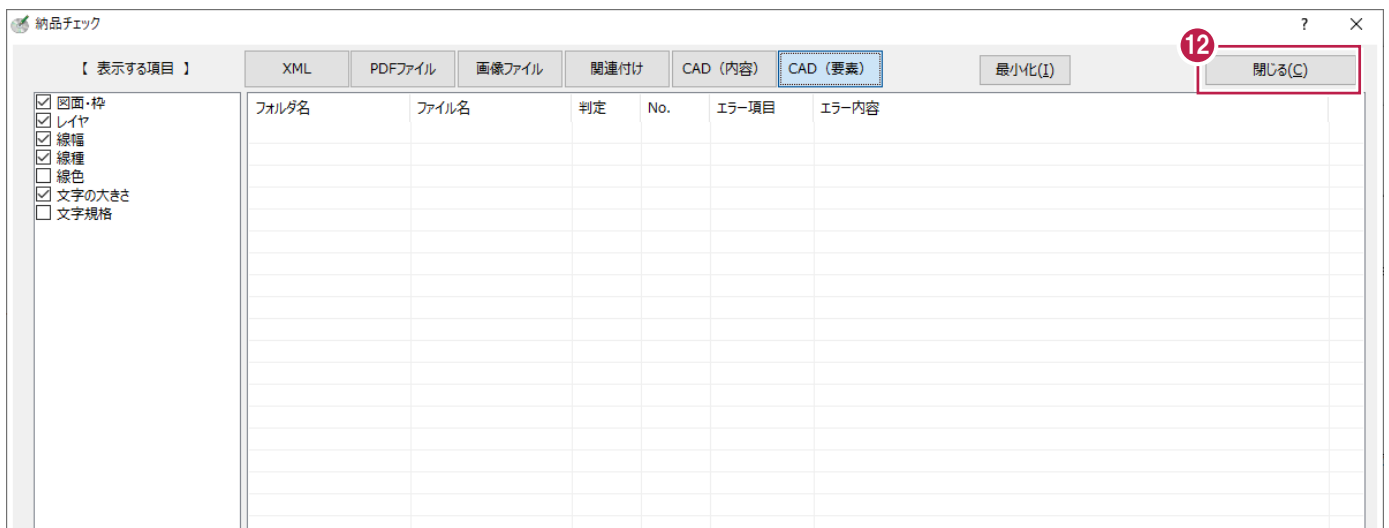 納品チェック
?
×
12
【 表示する項目 】
XML
PDFファイル
画像ファイル
関連付け
CAD（内容）
CAD（要素）
最小化(I)
閉じる(C)
図面・枠
レイヤ
線幅
線種
線色
文字の大きさ
文字規格
フォルダ名
ファイル名
判定
No.
エラー項目
エラー内容